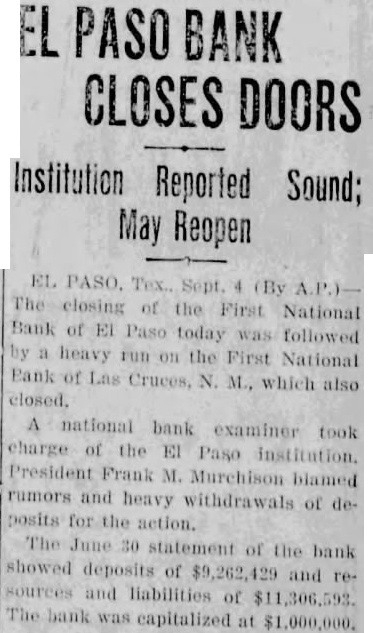 EL PASO BANK
CLOSES DOORS
Institution Reported Sound;
May Reopen
EL PASO, Tex., Sept. 4 (By A.P.)—
The closing of the First National
Bank of El Paso today was followed
by a heavy run on the First National
Bank of Las Cruces, N. M., which also
closed.
A national bank examiner took
charge of the El Paso institution.
President Frank M. Murchison blamed
rumors and heavy withdrawals of de-
posits for the action.
The June 30 statement of the bank
showed deposits of $9,262,429 and re-
sources and liabilities of $11,306,593.
The bank was capitalized at $1,000,000.